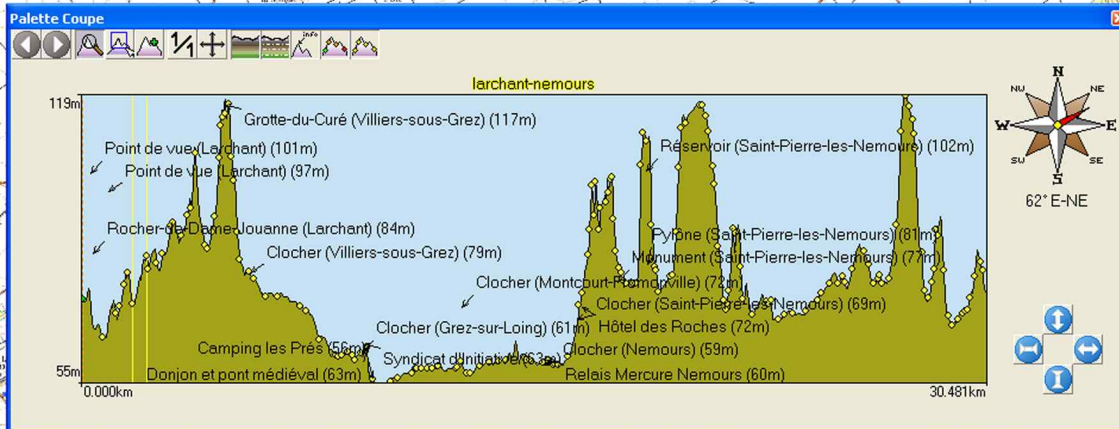 Palette Coupe
1/1
info
larchant-nemours
119m
Grotte-du-Curé (Villiers-sous-Grez) (117m)
Point de vue (Larchant) (101m)
Réservoir (Saint-Pierre-les-Nemours) (102m)
Point de vue (Larchant) (97m)
Rocher-de-Dame-Jouanne (Larchant) (84m)
Pylône (Saint-Pierre-les-Nemours) (81m)
Clocher (Villiers-sous-Grez) (79m)
Monument (Saint-Pierre-les-Nemours) (77m)
Clocher (Montcourt-Fromonville) (72m)
Clocher (Saint-Pierre-les-Nemours) (69m)
Clocher (Grez-sur-Loing) (61m)
Hôtel des Roches (72m)
Camping les Prés (56m)
Clocher (Nemours) (59m)
Syndicat d'Initiative (63m)
55m
Donjon et pont médiéval (63m)
Relais Mercure Nemours (60m)
0.000km
30.481km
N
NW
NE
W
E
SW
SE
S
62° E-NE